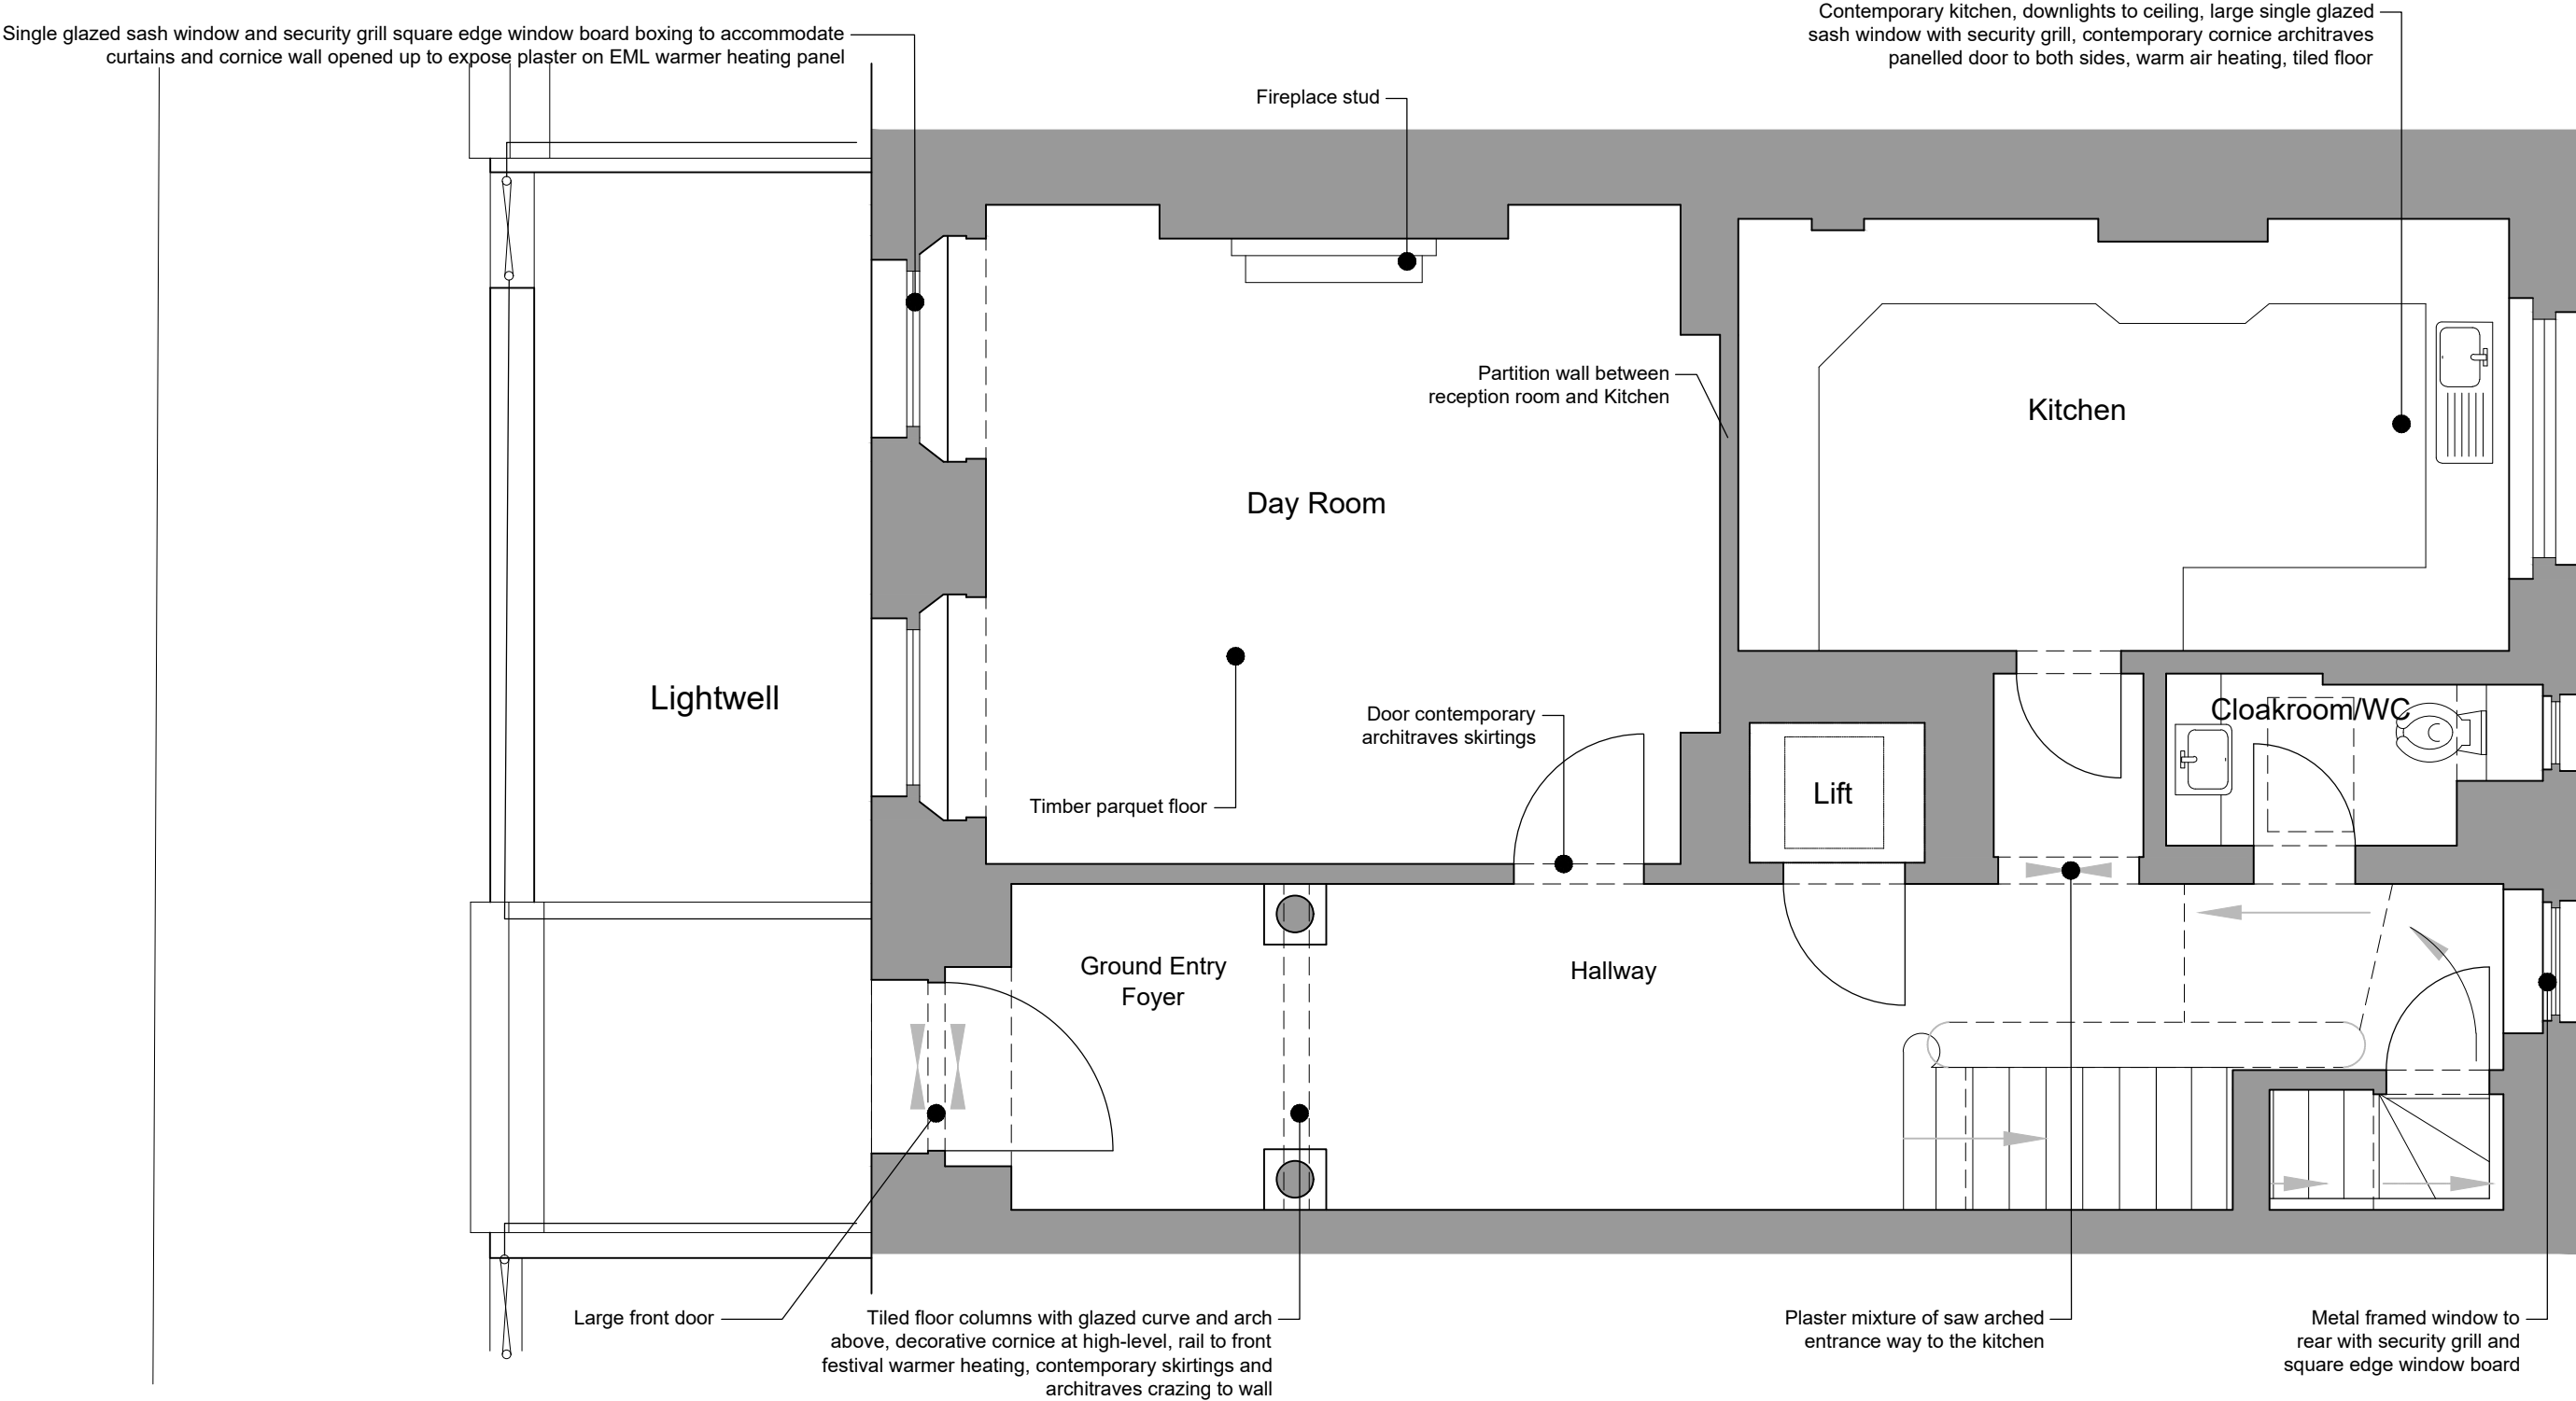 Single glazed sash window and security grill square edge window board boxing to accommodate
curtains and cornice wall opened up to expose plaster on EML warmer heating panel
Contemporary kitchen, downlights to ceiling, large single glazed
sash window with security grill, contemporary cornice architraves
panelled door to both sides, warm air heating, tiled floor
Fireplace stud
Partition wall between
reception room and Kitchen
Kitchen
Day Room
Lightwell
Door contemporary
architraves skirtings
Cloakroom/WC
Timber parquet floor
Lift
Ground Entry
Foyer
Hallway
Large front door
Tiled floor columns with glazed curve and arch
above, decorative cornice at high-level, rail to front
festival warmer heating, contemporary skirtings and
architraves crazing to wall
Plaster mixture of saw arched
entrance way to the kitchen
Metal framed window to
rear with security grill and
square edge window board